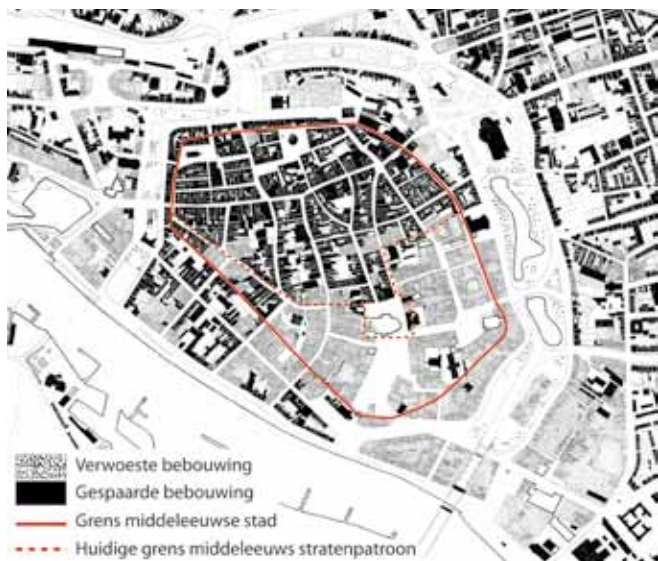 Verwoeste bebouwing
Gespaarde bebouwing
Grens middeleeuwse stad
Huidige grens middeleeuws stratenpatroon